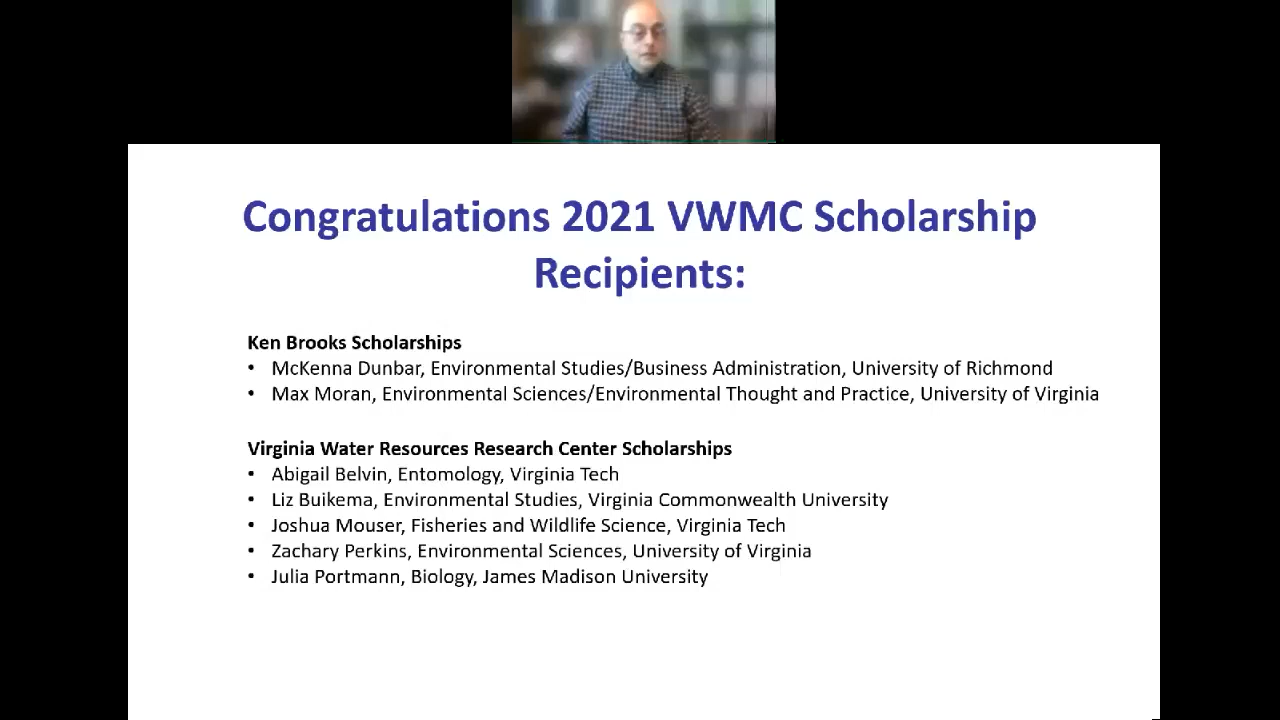 Congratulations 2021 VWMC Scholarship
Recipients:
Ken Brooks Scholarships
• McKenna Dunbar, Environmental Studies/Business Administration, University of Richmond
• Max Moran, Environmental Sciences/Environmental Thought and Practice, University of Virginia
Virginia Water Resources Research Center Scholarships
• Abigail Belvin, Entomology, Virginia Tech
• Liz Buikema, Environmental Studies, Virginia Commonwealth University
• Joshua Mouser, Fisheries and Wildlife Science, Virginia Tech
• Zachary Perkins, Environmental Sciences, University of Virginia
• Julia Portmann, Biology, James Madison University